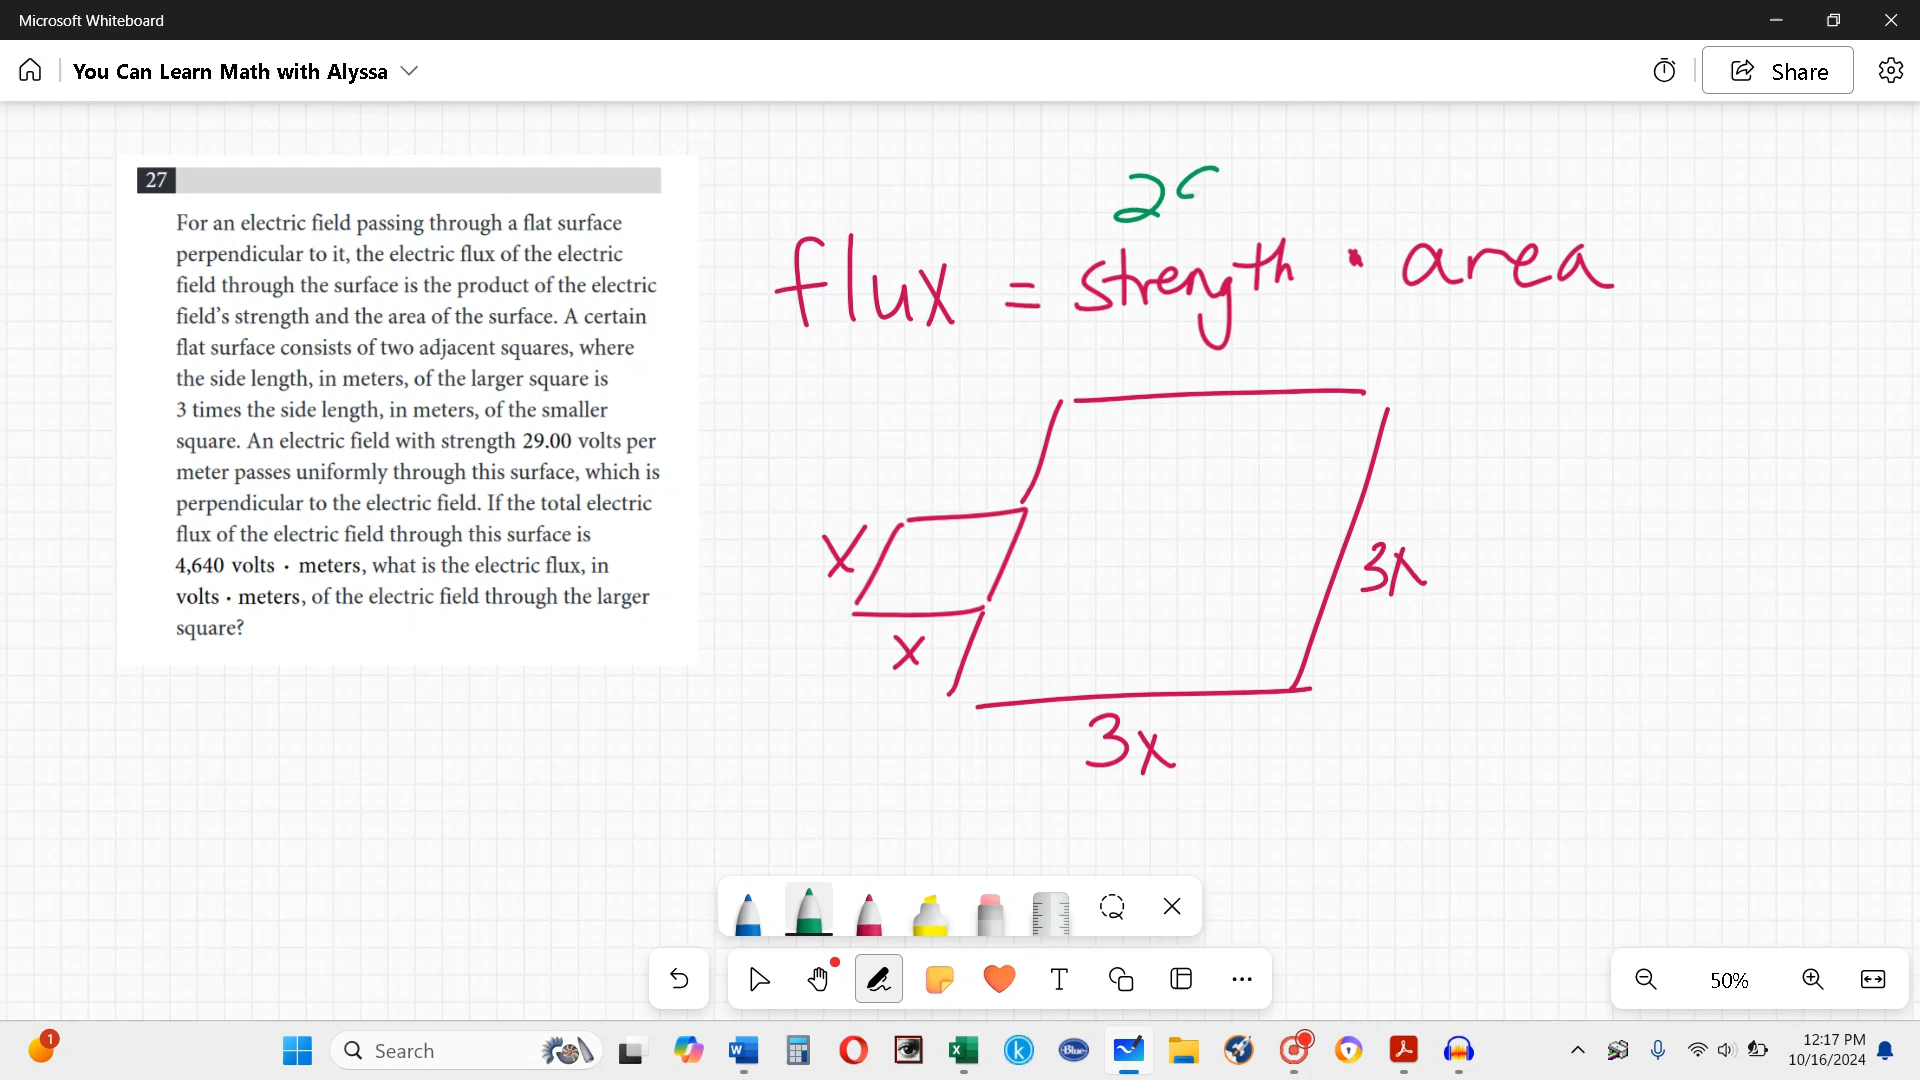 Microsoft Whiteboard
You Can Learn Math with Alyssa
Share
27
For an electric field passing through a flat surface
perpendicular to it, the electric flux of the electric
field through the surface is the product of the electric
field's strength and the area of the surface. A certain
flat surface consists of two adjacent squares, where
the side length, in meters, of the larger square is
3 times the side length, in meters, of the smaller
square. An electric field with strength 29.00 volts per
meter passes uniformly through this surface, which is
perpendicular to the electric field. If the total electric
flux of the electric field through this surface is
4,640 volts · meters, what is the electric flux, in
volts · meters, of the electric field through the larger
square?
2
flux = strength · area
x
3x
x
3x
T
50%
1
Search
Blue
12:17 PM
10/16/2024